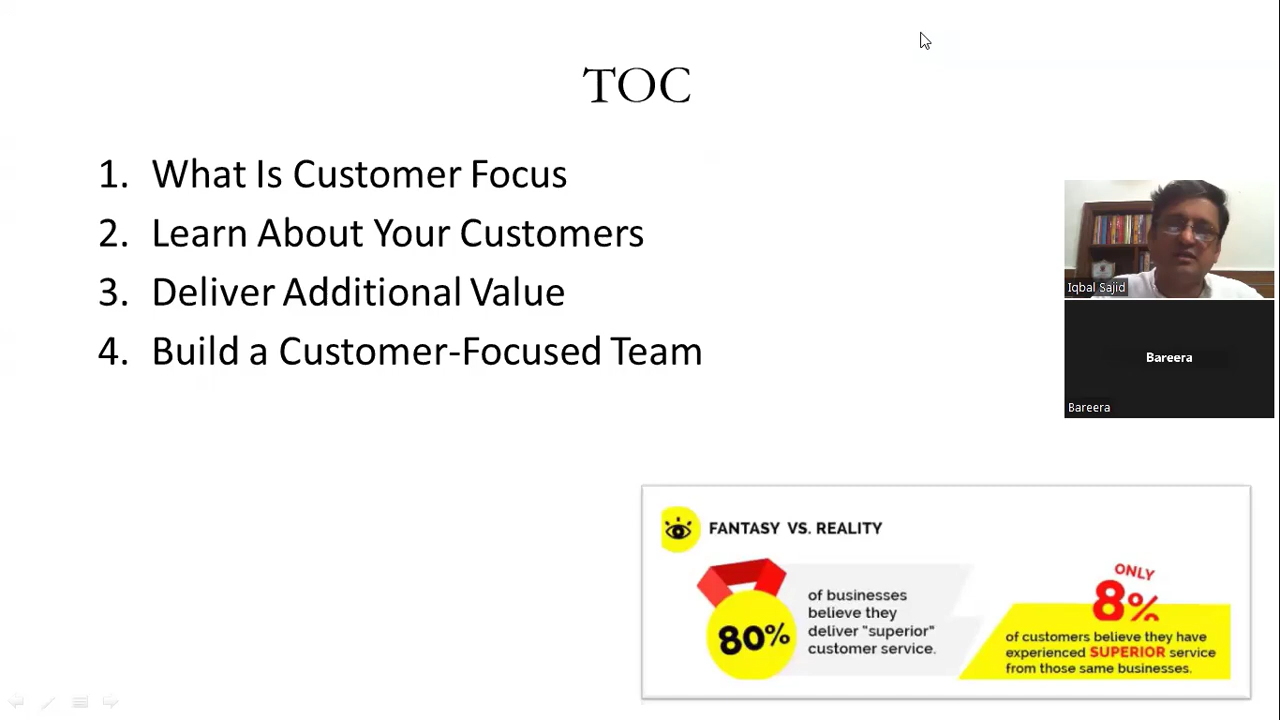 TOC
1. What Is Customer Focus
2. Learn About Your Customers
3. Deliver Additional Value
4. Build a Customer-Focused Team
Iqbal Sajid
Bareera
Bareera
FANTASY VS. REALITY
80%
of businesses
believe they
deliver "superior"
customer service.
ONLY
8%
of customers believe they have
experienced SUPERIOR service
from those same businesses.